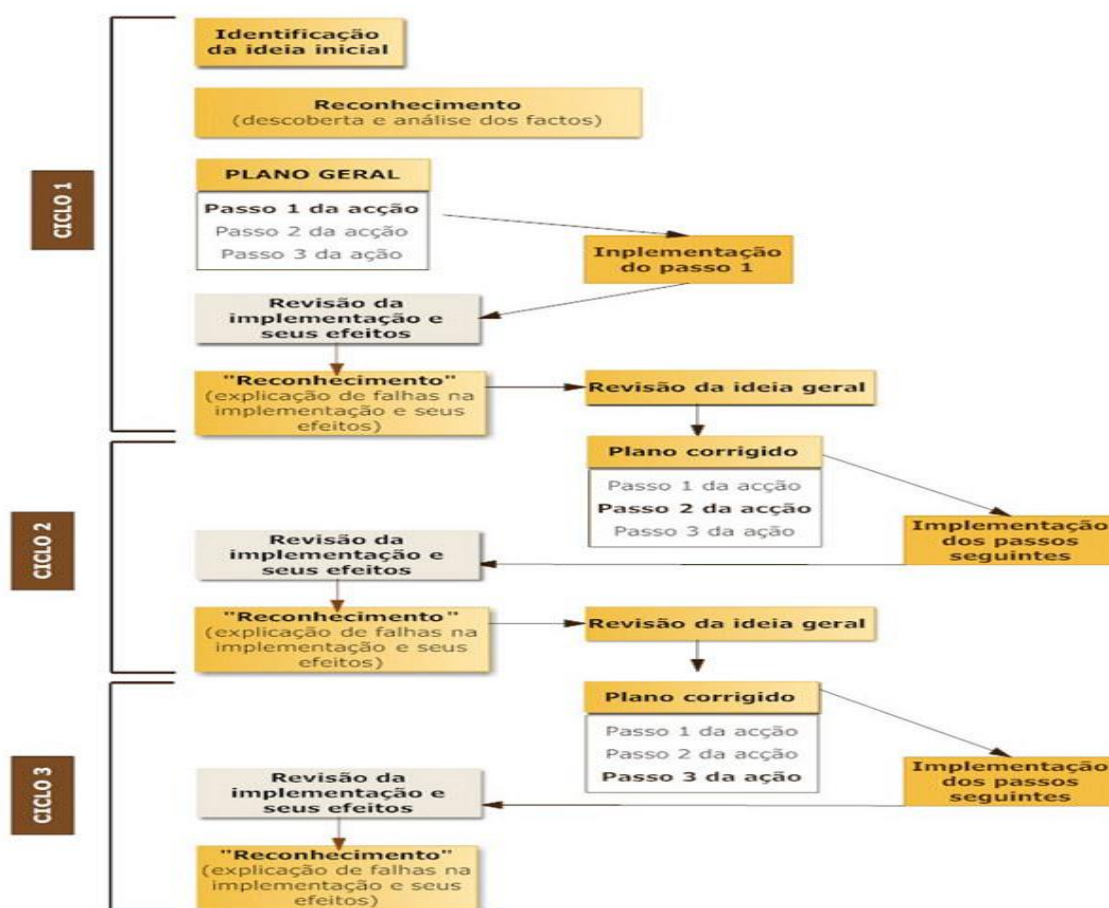 CICLO 1
Identificação
da ideia inicial
Reconhecimento
(descoberta e análise dos factos)
PLANO GERAL
Passo 1 da acção
Passo 2 da acção
Passo 3 da ação
Inplementação
do passo 1
Revisão da
implementação e
seus efeitos
"Reconhecimento"
(explicação de falhas na
implementação e seus
efeitos)
Revisão da ideia geral
CICLO 2
Plano corrigido
Passo 1 da acção
Passo 2 da acção
Passo 3 da ação
Implementação
dos passos
seguintes
Revisão da
implementação e
seus efeitos
"Reconhecimento"
(explicação de falhas na
implementação e seus
efeitos)
Revisão da ideia geral
CICLO 3
Plano corrigido
Passo 1 da acção
Passo 2 da acção
Passo 3 da ação
Implementação
dos passos
seguintes
Revisão da
implementação e
seus efeitos
"Reconhecimento"
(explicação de falhas na
implementação e seus
efeitos)